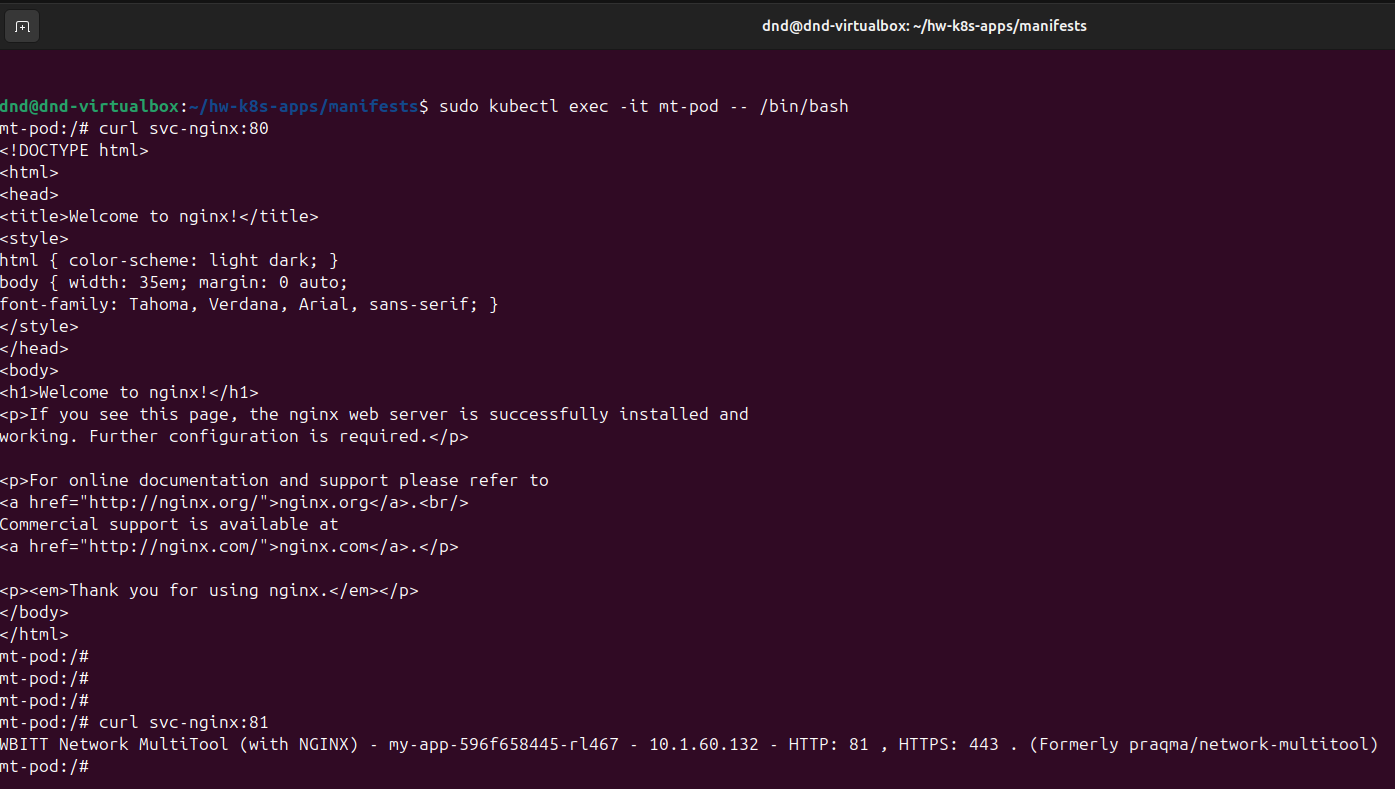 dnd@dnd-virtualbox: ~/hw-k8s-apps/manifests
dnd@dnd-virtualbox:~/hw-k8s-apps/manifests$ sudo kubectl exec -it mt-pod -- /bin/bash
mt-pod:/# curl svc-nginx:80
<!DOCTYPE html>
<html>
<head>
<title>Welcome to nginx!</title>
<style>
html { color-scheme: light dark; }
body { width: 35em; margin: 0 auto;
font-family: Tahoma, Verdana, Arial, sans-serif; }
</style>
</head>
<body>
<h1>Welcome to nginx!</h1>
<p>If you see this page, the nginx web server is successfully installed and
working. Further configuration is required.</p>
<p>For online documentation and support please refer to
<a href="http://nginx.org/">nginx.org</a>.<br/>
Commercial support is available at
<a href="http://nginx.com/">nginx.com</a>.</p>
<p><em>Thank you for using nginx.</em></p>
</body>
</html>
mt-pod:/#
mt-pod:/#
mt-pod:/#
mt-pod:/# curl svc-nginx:81
WBITT Network MultiTool (with NGINX) - my-app-596f658445-rl467 - 10.1.60.132 - HTTP: 81 , HTTPS: 443 . (Formerly praqma/network-multitool)
mt-pod:/#